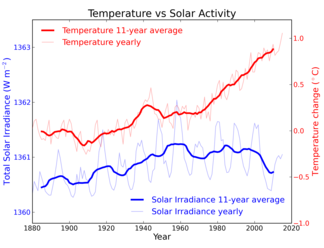 Temperature vs Solar Activity
Temperature 11-year average
Temperature yearly
1363
1362
1361
1360
Total Solar Irradiance (W m⁻²)
1.0
0.5
0.0
−0.5
−1.0
Temperature change (°C)
Solar Irradiance 11-year average
Solar Irradiance yearly
1880 1900 1920 1940 1960 1980 2000 2020
Year